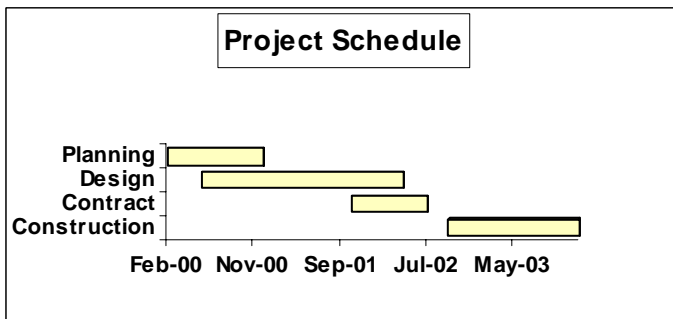 Project Schedule
Planning
Design
Contract
Construction
Feb-00 Nov-00 Sep-01 Jul-02 May-03